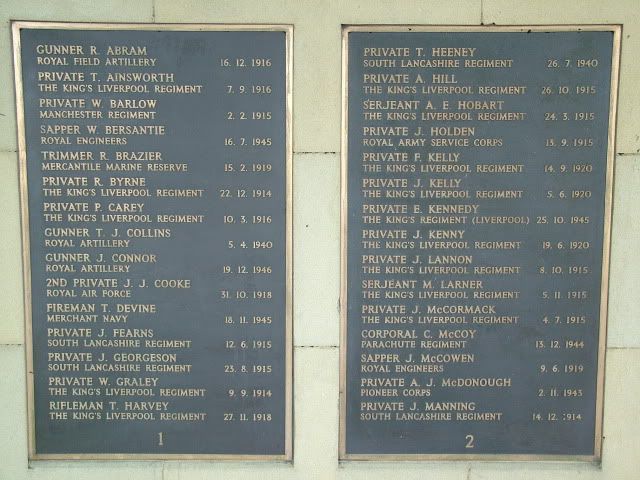 GUNNER R. ABRAM
ROYAL FIELD ARTILLERY 16. 12. 1916
PRIVATE T. AINSWORTH
THE KING'S LIVERPOOL REGIMENT 7. 9. 1916
PRIVATE W. BARLOW
MANCHESTER REGIMENT 2. 2. 1915
SAPPER W. BERSANTIE
ROYAL ENGINEERS 16. 7. 1945
TRIMMER R. BRAZIER
MERCANTILE MARINE RESERVE 15. 2. 1919
PRIVATE R. BYRNE
THE KING'S LIVERPOOL REGIMENT 22. 12. 1914
PRIVATE P. CAREY
THE KING'S LIVERPOOL REGIMENT 10. 3. 1916
GUNNER T. J. COLLINS
ROYAL ARTILLERY 5. 4. 1940
GUNNER J. CONNOR
ROYAL ARTILLERY 19. 12. 1946
2ND PRIVATE J. J. COOKE
ROYAL AIR FORCE 31. 10. 1918
FIREMAN T. DEVINE
MERCHANT NAVY 18. 11. 1945
PRIVATE J. FEARNS
SOUTH LANCASHIRE REGIMENT 12. 6. 1915
PRIVATE J. GEORGESON
SOUTH LANCASHIRE REGIMENT 23. 8. 1915
PRIVATE W. GRALEY
THE KING'S LIVERPOOL REGIMENT 9. 9. 1914
RIFLEMAN T. HARVEY
THE KING'S LIVERPOOL REGIMENT 27. 11. 1918
1
PRIVATE T. HEENEY
SOUTH LANCASHIRE REGIMENT 26. 7. 1940
PRIVATE A. HILL
THE KING'S LIVERPOOL REGIMENT 26. 10. 1915
SERJEANT A. E. HOBART
THE KING'S LIVERPOOL REGIMENT 24. 3. 1915
PRIVATE J. HOLDEN
ROYAL ARMY SERVICE CORPS 13. 9. 1915
PRIVATE F. KELLY
THE KING'S LIVERPOOL REGIMENT 14. 9. 1920
PRIVATE J. KELLY
THE KING'S LIVERPOOL REGIMENT 5. 6. 1920
PRIVATE E. KENNEDY
THE KING'S REGIMENT (LIVERPOOL) 25. 10. 1945
PRIVATE J. KENNY
THE KING'S LIVERPOOL REGIMENT 19. 6. 1920
PRIVATE J. LANNON
THE KING'S LIVERPOOL REGIMENT 8. 10. 1915
SERJEANT M. LARNER
THE KING'S LIVERPOOL REGIMENT 5. 11. 1915
PRIVATE J. McCORMACK
THE KING'S LIVERPOOL REGIMENT 4. 7. 1915
CORPORAL C. McCOY
PARACHUTE REGIMENT 13. 12. 1944
SAPPER J. McCOWEN
ROYAL ENGINEERS 9. 6. 1919
PRIVATE A. J. McDONOUGH
PIONEER CORPS 2. 11. 1943
PRIVATE J. MANNING
SOUTH LANCASHIRE REGIMENT 14. 12. 1914
2